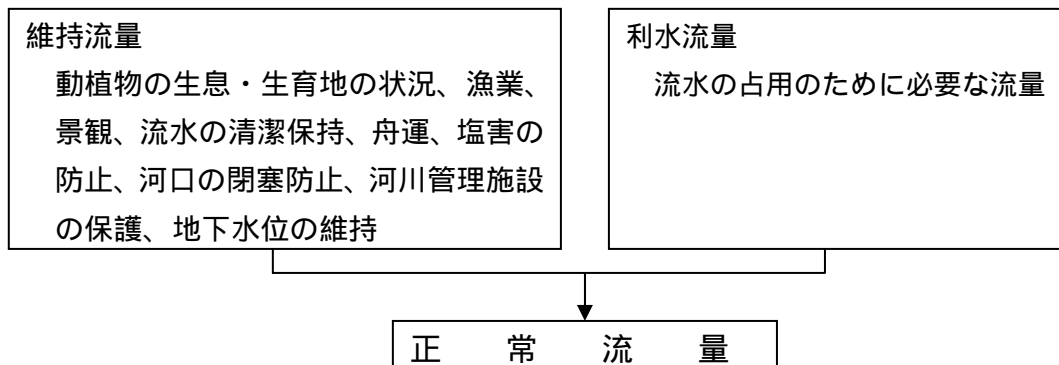 維持流量
動植物の生息・生育地の状況、漁業、
景観、流水の清潔保持、舟運、塩害の
防止、河口の閉塞防止、河川管理施設
の保護、地下水位の維持
利水流量
流水の占用のために必要な流量
正常流量